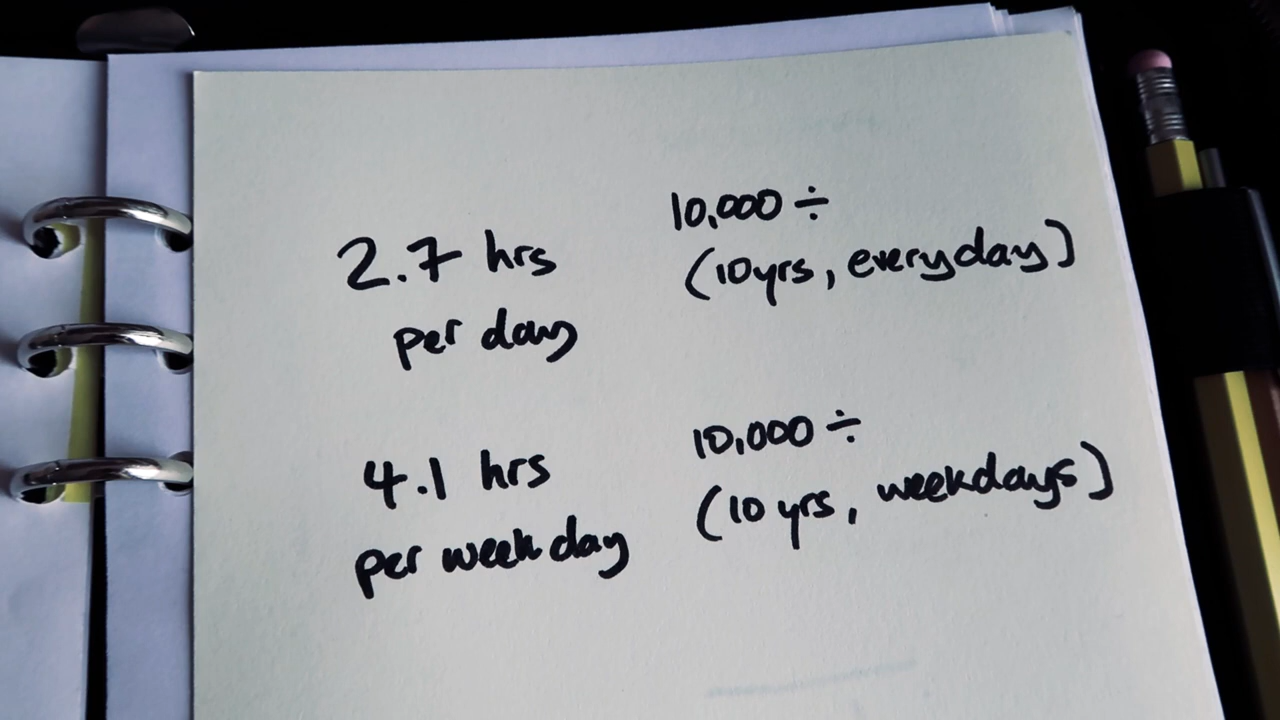 2.7 hrs
per day
10,000 ÷
(10yrs, everyday)
4.1 hrs
per weekday
10,000 ÷
(10 yrs, weekdays)